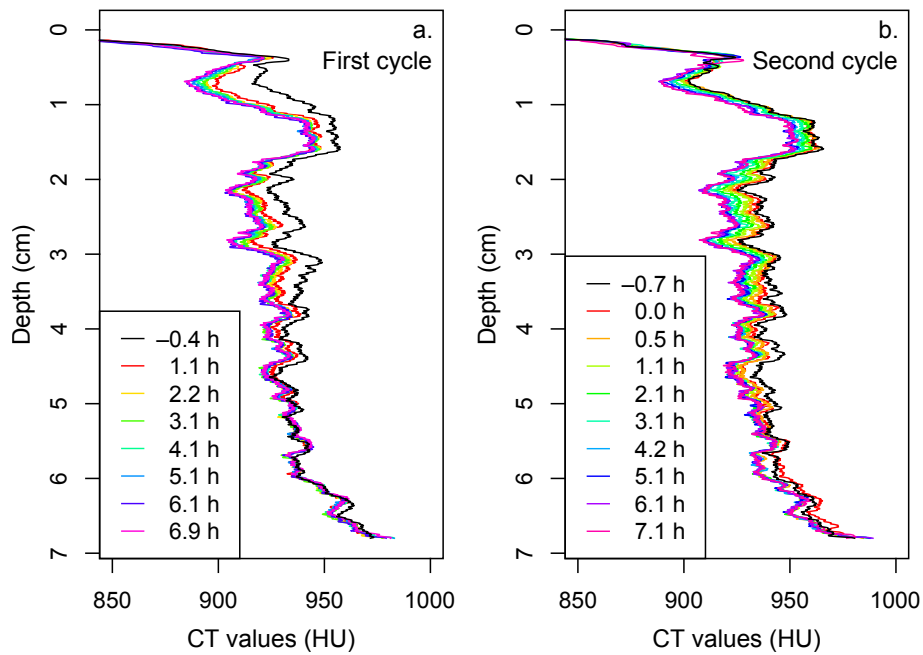 a.
First cycle
0
1
2
3
4
5
6
7
Depth (cm)
–0.4 h
1.1 h
2.2 h
3.1 h
4.1 h
5.1 h
6.1 h
6.9 h
850
900
950
1000
CT values (HU)
b.
Second cycle
0
1
2
3
4
5
6
7
Depth (cm)
–0.7 h
0.0 h
0.5 h
1.1 h
2.1 h
3.1 h
4.2 h
5.1 h
6.1 h
7.1 h
850
900
950
1000
CT values (HU)